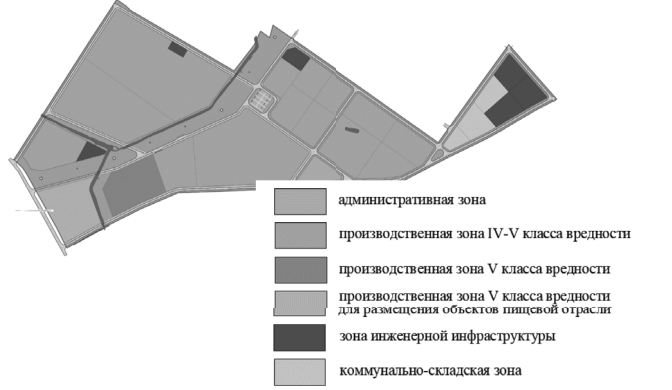 административная зона
производственная зона IV-V класса вредности
производственная зона V класса вредности
производственная зона V класса вредности
для размещения объектов пищевой отрасли
зона инженерной инфраструктуры
коммунально-складская зона